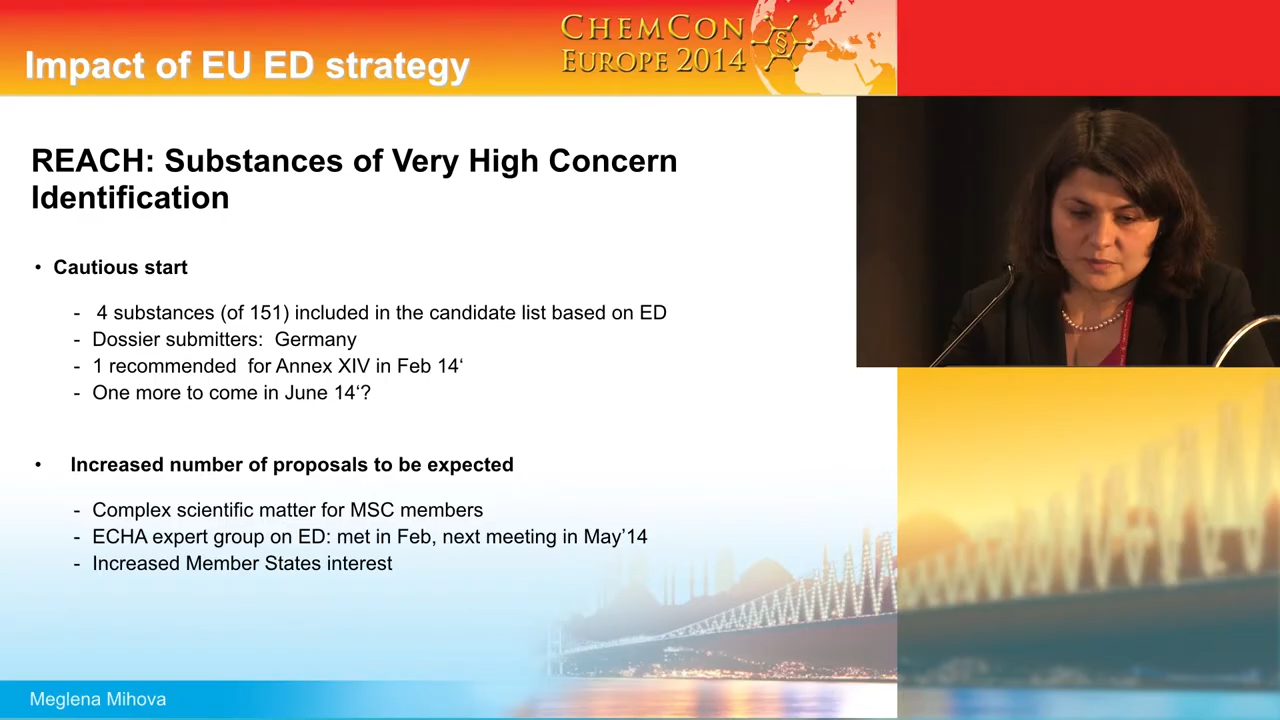 Impact of EU ED strategy
CHEMCON
EUROPE 2014
§
REACH: Substances of Very High Concern
Identification
• Cautious start
- 4 substances (of 151) included in the candidate list based on ED
- Dossier submitters: Germany
- 1 recommended for Annex XIV in Feb 14‘
- One more to come in June 14‘?
• Increased number of proposals to be expected
- Complex scientific matter for MSC members
- ECHA expert group on ED: met in Feb, next meeting in May’14
- Increased Member States interest
Meglena Mihova